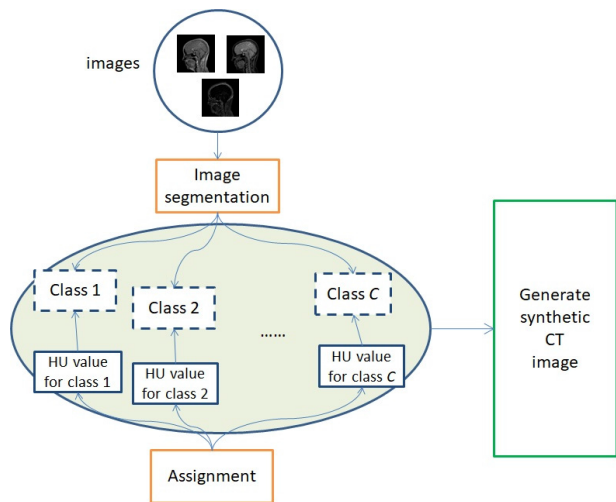 images
Image
segmentation
Class 1
Class 2
Class C
......
HU value
for class 1
HU value
for class 2
HU value
for class C
Assignment
Generate
synthetic
CT
image